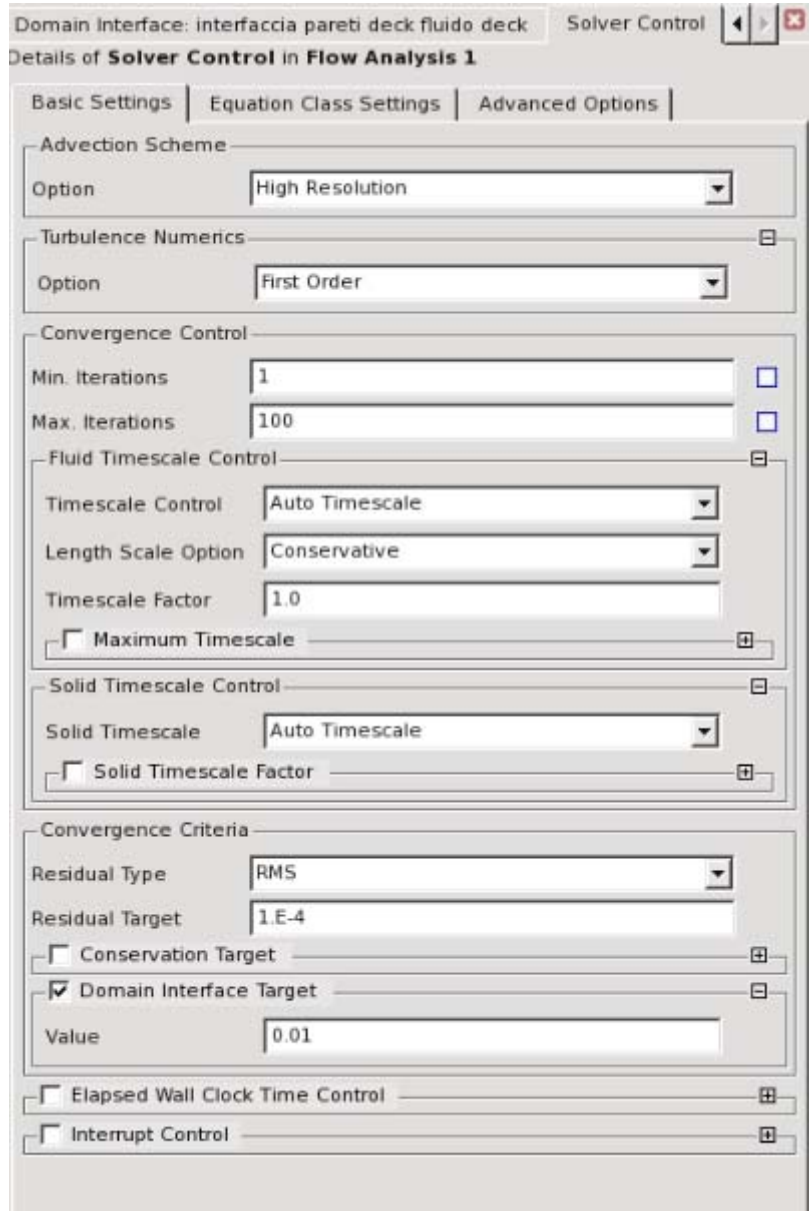 Domain Interface: interfaccia pareti deck fluido deck Solver Control
Details of Solver Control in Flow Analysis 1
Basic Settings Equation Class Settings Advanced Options
Advection Scheme
Option High Resolution
Turbulence Numerics
Option First Order
Convergence Control
Min. Iterations 1
Max. Iterations 100
Fluid Timescale Control
Timescale Control Auto Timescale
Length Scale Option Conservative
Timescale Factor 1.0
Maximum Timescale
Solid Timescale Control
Solid Timescale Auto Timescale
Solid Timescale Factor
Convergence Criteria
Residual Type RMS
Residual Target 1.E-4
Conservation Target
Domain Interface Target
Value 0.01
Elapsed Wall Clock Time Control
Interrupt Control